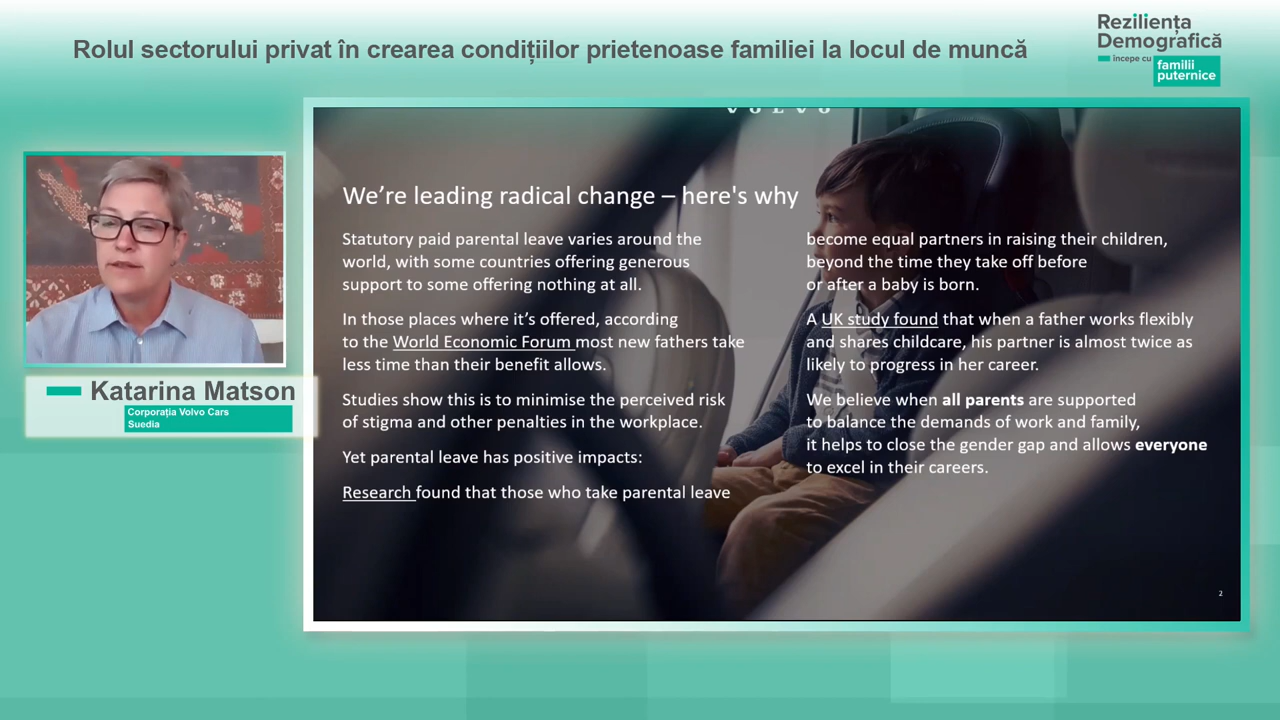 Rolul sectorului privat în crearea condițiilor prietenoase familiei la locul de muncă
Reziliența
Demografică
începe cu
familii
puternice
VOLVO
We’re leading radical change – here's why
Statutory paid parental leave varies around the
world, with some countries offering generous
support to some offering nothing at all.
In those places where it’s offered, according
to the World Economic Forum most new fathers take
less time than their benefit allows.
Studies show this is to minimise the perceived risk
of stigma and other penalties in the workplace.
Yet parental leave has positive impacts:
Research found that those who take parental leave
become equal partners in raising their children,
beyond the time they take off before
or after a baby is born.
A UK study found that when a father works flexibly
and shares childcare, his partner is almost twice as
likely to progress in her career.
We believe when all parents are supported
to balance the demands of work and family,
it helps to close the gender gap and allows everyone
to excel in their careers.
2
Katarina Matson
Corporația Volvo Cars
Suedia